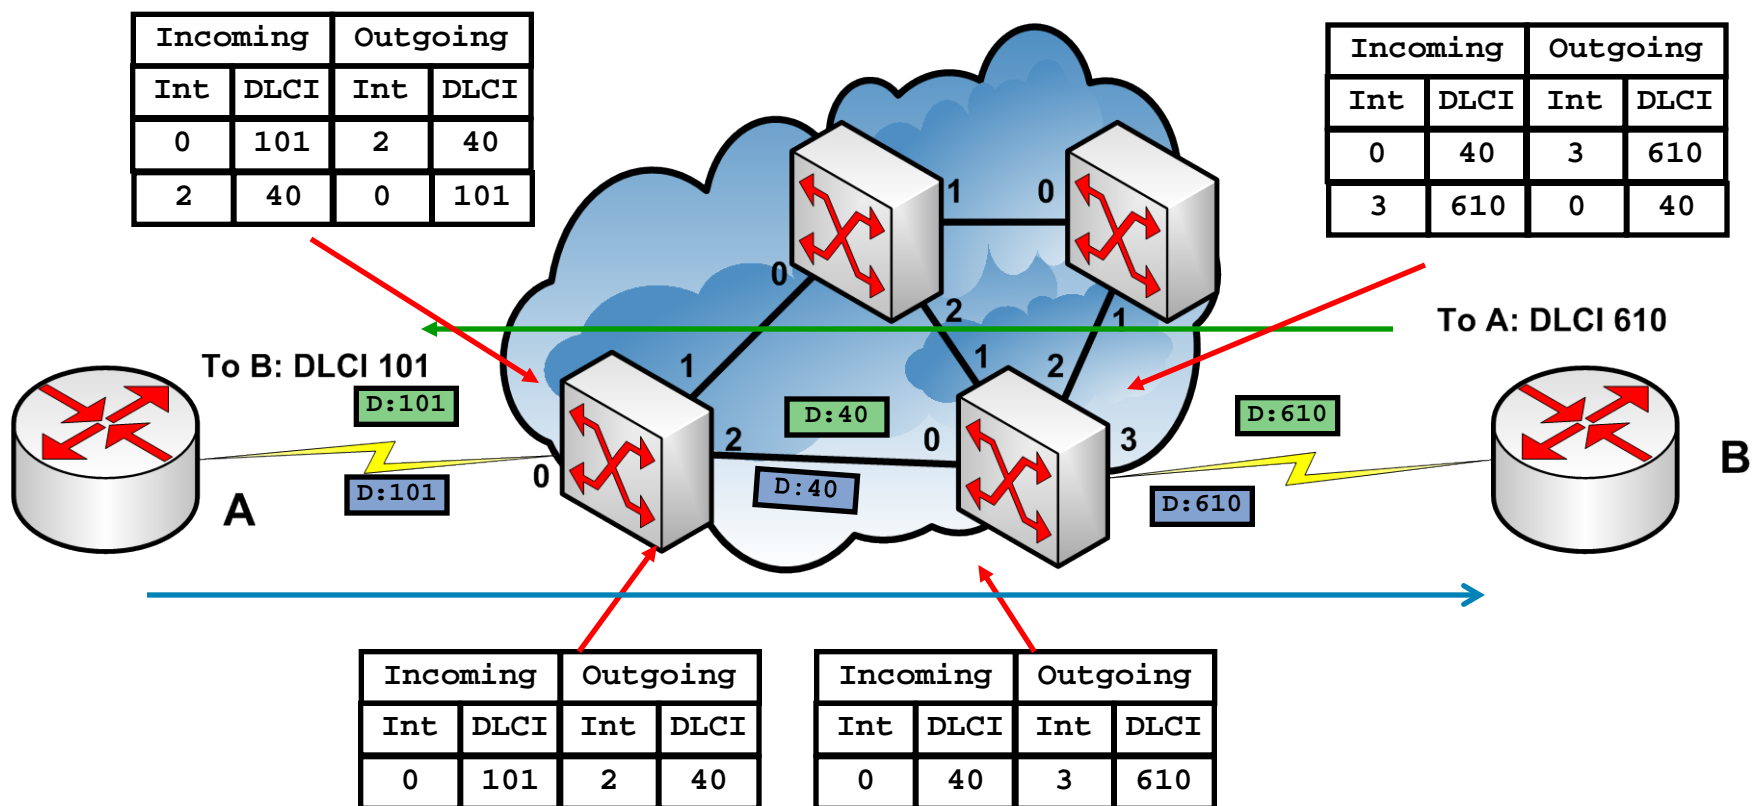 Incoming Outgoing
Int DLCI Int DLCI
0 101 2 40
2 40 0 101
Incoming Outgoing
Int DLCI Int DLCI
0 40 3 610
3 610 0 40
1 0
0
2 1
To A: DLCI 610
To B: DLCI 101
1 1 2
D:101 D:40 D:610
2 0 3
B
0
D:101 D:40 D:610
A
Incoming Outgoing
Int DLCI Int DLCI
0 101 2 40
Incoming Outgoing
Int DLCI Int DLCI
0 40 3 610